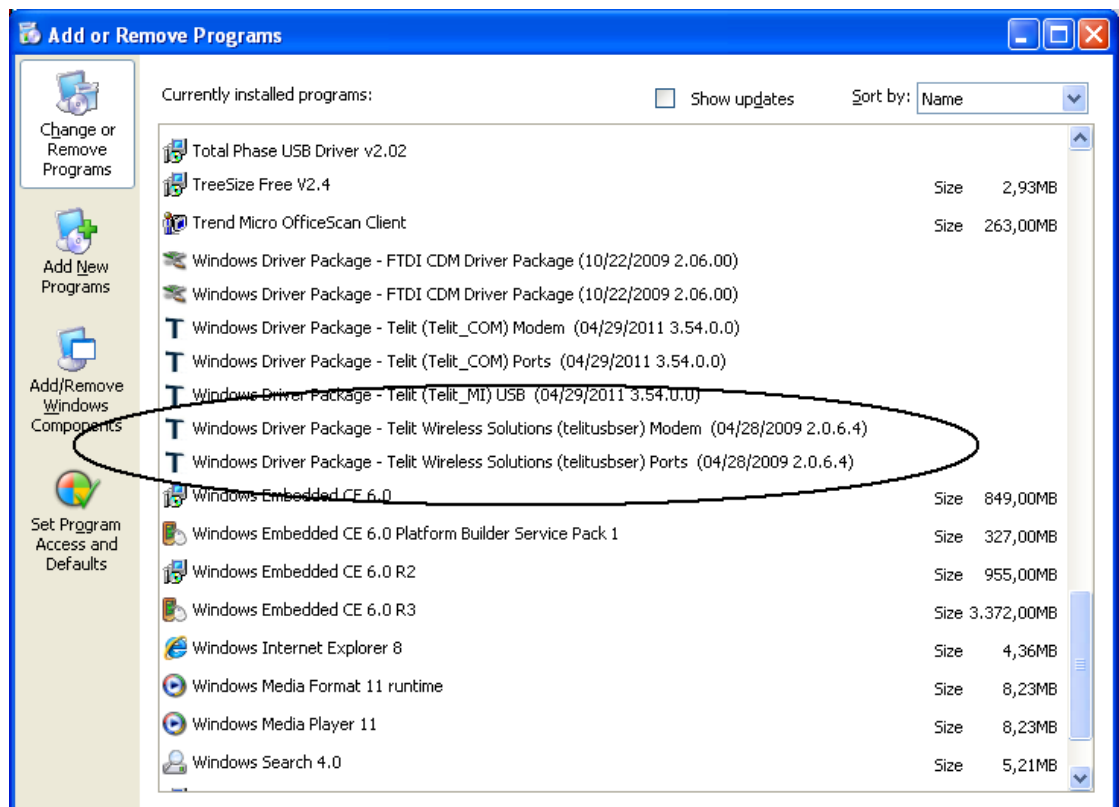 Add or Remove Programs
Change or
Remove
Programs
Add New
Programs
Add/Remove
Windows
Components
Set Program
Access and
Defaults
Currently installed programs:
Show updates
Sort by: Name
Total Phase USB Driver v2.02
TreeSize Free V2.4 Size 2,93MB
Trend Micro OfficeScan Client Size 263,00MB
Windows Driver Package - FTDI CDM Driver Package (10/22/2009 2.06.00)
Windows Driver Package - FTDI CDM Driver Package (10/22/2009 2.06.00)
Windows Driver Package - Telit (Telit_COM) Modem (04/29/2011 3.54.0.0)
Windows Driver Package - Telit (Telit_COM) Ports (04/29/2011 3.54.0.0)
Windows Driver Package - Telit (Telit_MI) USB (04/29/2011 3.54.0.0)
Windows Driver Package - Telit Wireless Solutions (telitusbser) Modem (04/28/2009 2.0.6.4)
Windows Driver Package - Telit Wireless Solutions (telitusbser) Ports (04/28/2009 2.0.6.4)
Windows Embedded CE 6.0 Size 849,00MB
Windows Embedded CE 6.0 Platform Builder Service Pack 1 Size 327,00MB
Windows Embedded CE 6.0 R2 Size 955,00MB
Windows Embedded CE 6.0 R3 Size 3.372,00MB
Windows Internet Explorer 8 Size 4,36MB
Windows Media Format 11 runtime Size 8,23MB
Windows Media Player 11 Size 8,23MB
Windows Search 4.0 Size 5,21MB